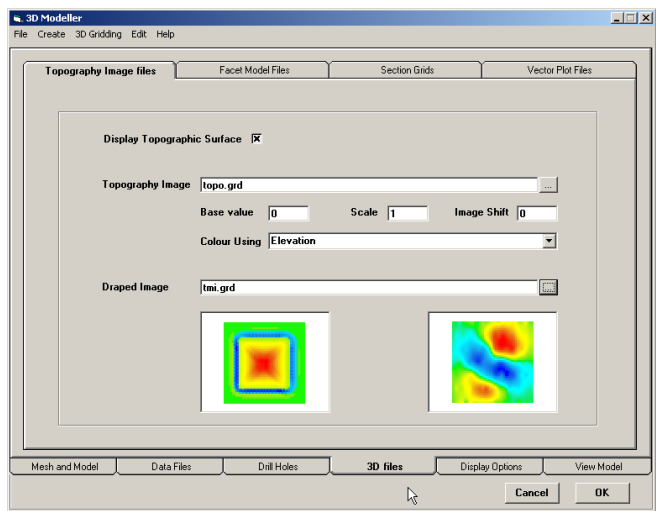 3D Modeller
File Create 3D Gridding Edit Help
Topography Image files Facet Model Files Section Grids Vector Plot Files
Display Topographic Surface
Topography Image topo.grd ...
Base value 0 Scale 1 Image Shift 0
Colour Using Elevation
Draped Image tmi.grd ...
Mesh and Model Data Files Drill Holes 3D files Display Options View Model
Cancel OK